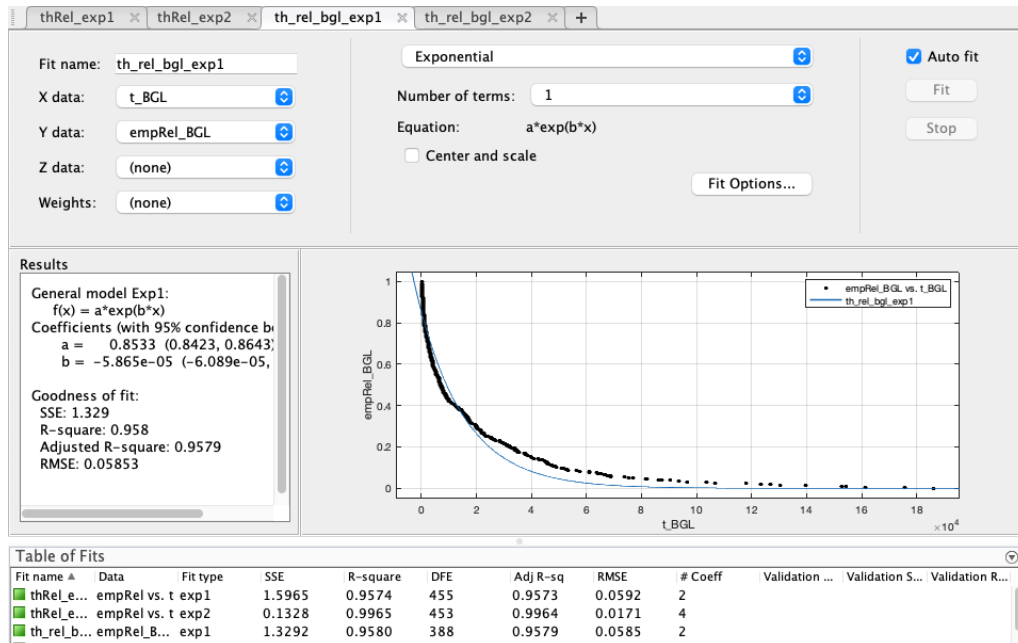 thRel_exp1 thRel_exp2 th_rel_bgl_exp1 th_rel_bgl_exp2 +
Fit name: th_rel_bgl_exp1
X data: t_BGL
Y data: empRel_BGL
Z data: (none)
Weights: (none)
Exponential
Number of terms: 1
Equation: a*exp(b*x)
Center and scale
Fit Options...
Auto fit
Fit
Stop
Results
General model Exp1:
f(x) = a*exp(b*x)
Coefficients (with 95% confidence b
a = 0.8533 (0.8423, 0.8643)
b = -5.865e-05 (-6.089e-05,
Goodness of fit:
SSE: 1.329
R-square: 0.958
Adjusted R-square: 0.9579
RMSE: 0.05853
empRel_BGL vs. t_BGL
th_rel_bgl_exp1
empRel_BGL
1
0.8
0.6
0.4
0.2
0
0 2 4 6 8 10 12 14 16 18
t_BGL
×10⁴
Table of Fits
Fit name Data Fit type SSE R-square DFE Adj R-sq RMSE # Coeff Validation ... Validation S... Validation R...
thRel_e... empRel vs. t exp1 1.5965 0.9574 455 0.9573 0.0592 2
thRel_e... empRel vs. t exp2 0.1328 0.9965 453 0.9964 0.0171 4
th_rel_b... empRel_B... exp1 1.3292 0.9580 388 0.9579 0.0585 2